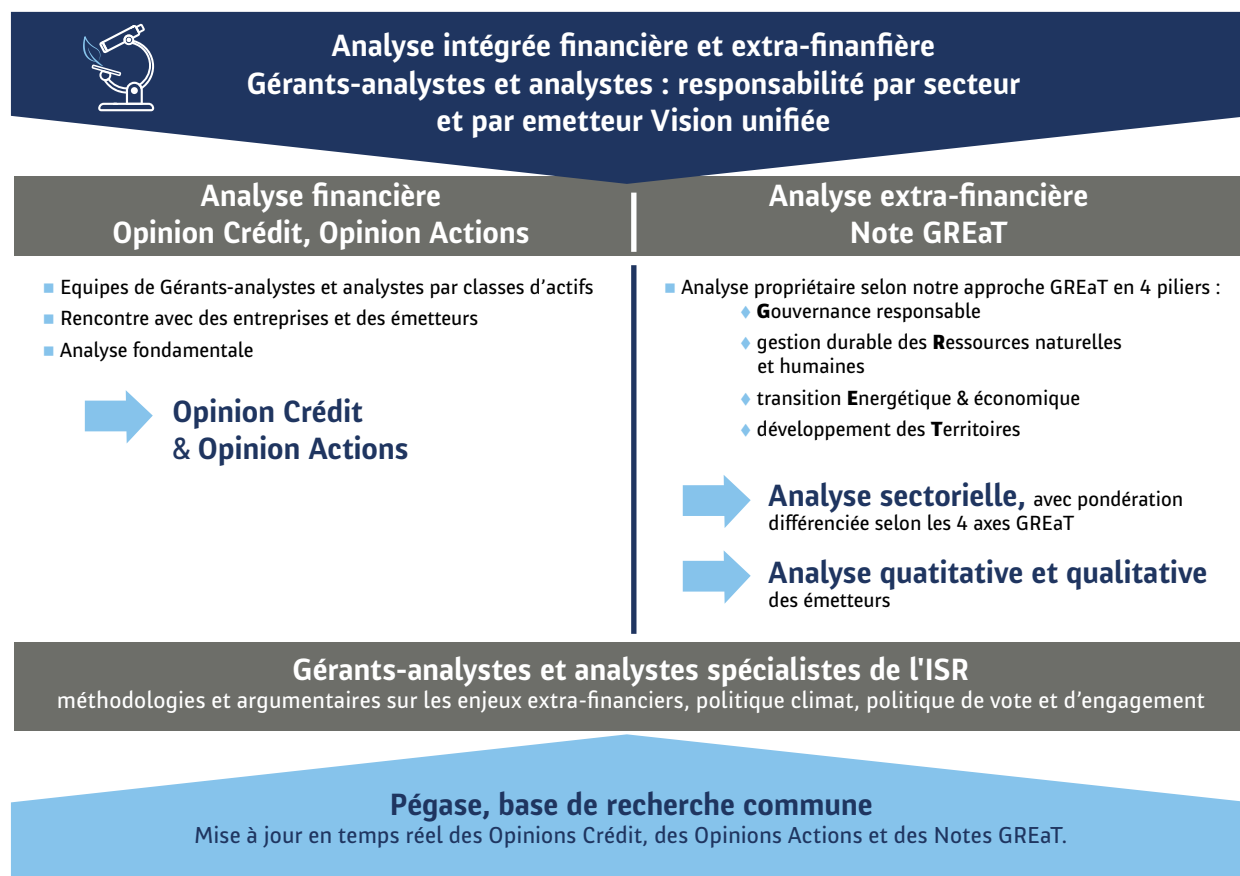 Analyse intégrée financière et extra-finanfière
Gérants-analystes et analystes : responsabilité par secteur
et par emetteur Vision unifiée
Analyse financière
Opinion Crédit, Opinion Actions
Equipes de Gérants-analystes et analystes par classes d'actifs
Rencontre avec des entreprises et des émetteurs
Analyse fondamentale
Opinion Crédit
& Opinion Actions
Analyse extra-financière
Note GREaT
Analyse propriétaire selon notre approche GREaT en 4 piliers :
Gouvernance responsable
gestion durable des Ressources naturelles
et humaines
transition Energétique & économique
développement des Territoires
Analyse sectorielle, avec pondération
différenciée selon les 4 axes GREaT
Analyse quatitative et qualitative
des émetteurs
Gérants-analystes et analystes spécialistes de l'ISR
méthodologies et argumentaires sur les enjeux extra-financiers, politique climat, politique de vote et d'engagement
Pégase, base de recherche commune
Mise à jour en temps réel des Opinions Crédit, des Opinions Actions et des Notes GREaT.